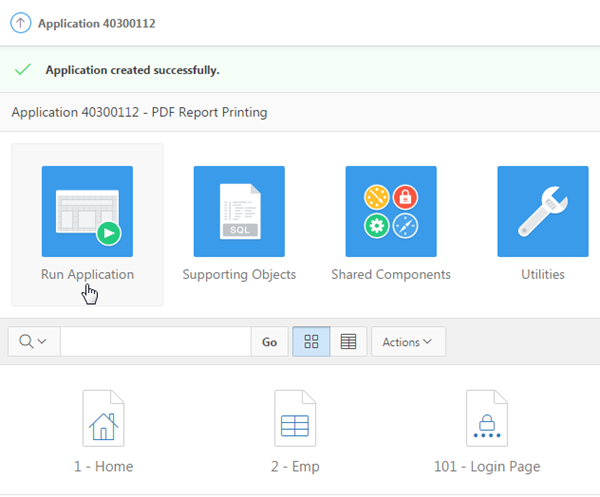 Application 40300112
Application created successfully.
Application 40300112 - PDF Report Printing
SQL
Run Application Supporting Objects Shared Components Utilities
Go Actions
1 - Home 2 - Emp 101 - Login Page